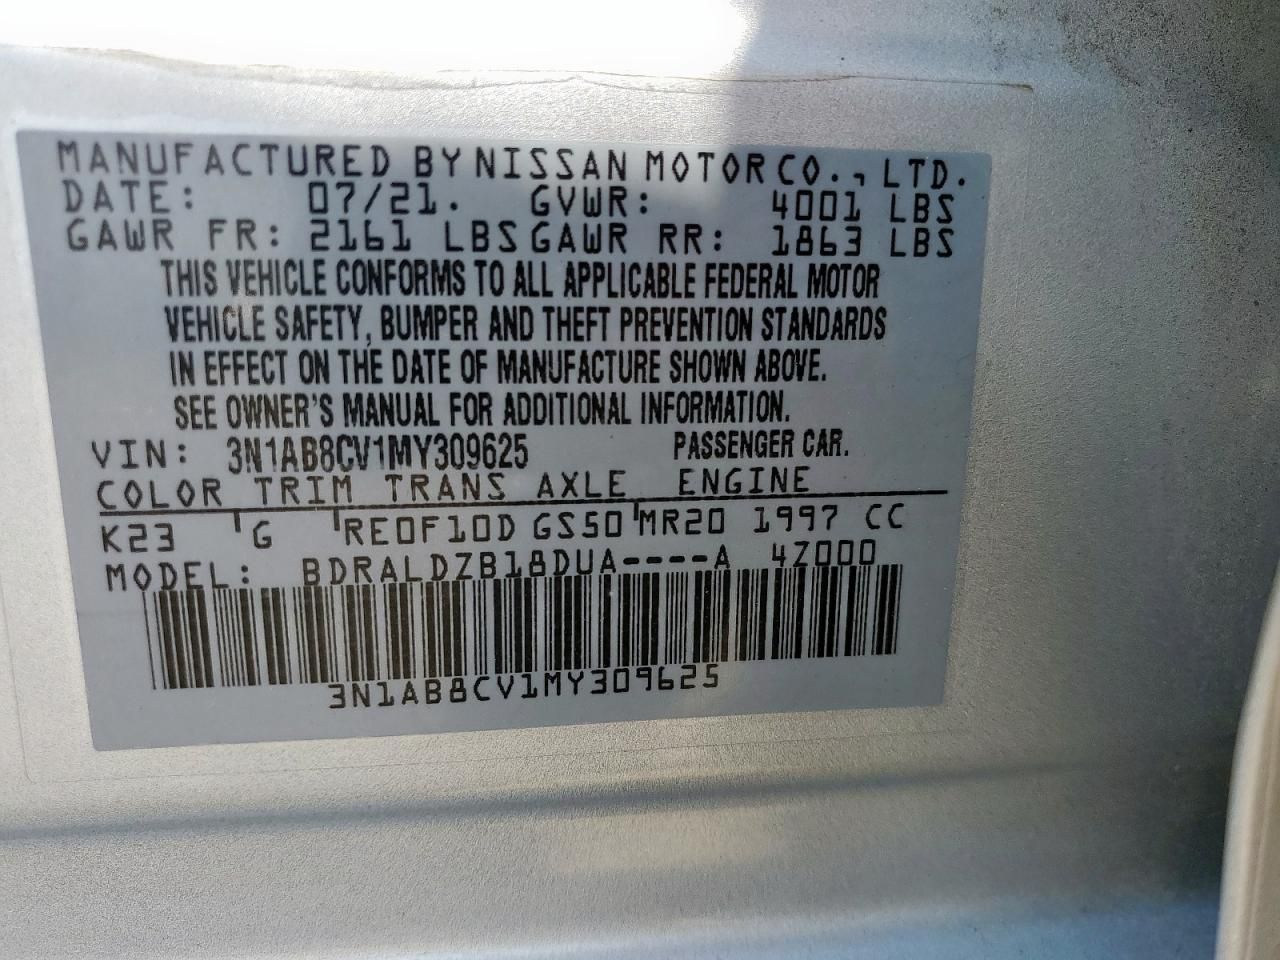 MANUFACTURED BY NISSAN MOTOR CO., LTD.
DATE: 07/21. GVWR: 4001 LBS
GAWR FR: 2161 LBS GAWR RR: 1863 LBS
THIS VEHICLE CONFORMS TO ALL APPLICABLE FEDERAL MOTOR
VEHICLE SAFETY, BUMPER AND THEFT PREVENTION STANDARDS
IN EFFECT ON THE DATE OF MANUFACTURE SHOWN ABOVE.
SEE OWNER'S MANUAL FOR ADDITIONAL INFORMATION.
VIN: 3N1AB8CV1MY309625 PASSENGER CAR.
COLOR TRIM TRANS AXLE ENGINE
K23 G RE0F10D GS50 MR20 1997 CC
MODEL: BDRALDZB18DUA----A 4Z000
3N1AB8CV1MY309625